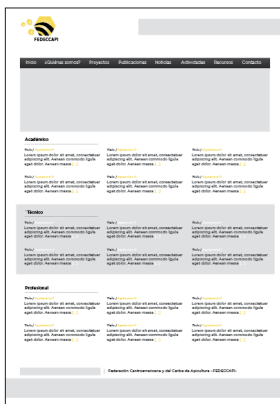 FEDECCAPI
Inicio ¿Quiénes somos? Proyectos Publicaciones Noticias Actividades Recursos Contacto
Académico
Lorem ipsum dolor sit amet, consectetuer adipiscing elit. Aenean commodo ligula eget dolor. Aenean massa
Lorem ipsum dolor sit amet, consectetuer adipiscing elit. Aenean commodo ligula eget dolor. Aenean massa
Lorem ipsum dolor sit amet, consectetuer adipiscing elit. Aenean commodo ligula eget dolor. Aenean massa
Lorem ipsum dolor sit amet, consectetuer adipiscing elit. Aenean commodo ligula eget dolor. Aenean massa
Lorem ipsum dolor sit amet, consectetuer adipiscing elit. Aenean commodo ligula eget dolor. Aenean massa
Lorem ipsum dolor sit amet, consectetuer adipiscing elit. Aenean commodo ligula eget dolor. Aenean massa
Técnico
Lorem ipsum dolor sit amet, consectetuer adipiscing elit. Aenean commodo ligula eget dolor. Aenean massa
Lorem ipsum dolor sit amet, consectetuer adipiscing elit. Aenean commodo ligula eget dolor. Aenean massa
Lorem ipsum dolor sit amet, consectetuer adipiscing elit. Aenean commodo ligula eget dolor. Aenean massa
Lorem ipsum dolor sit amet, consectetuer adipiscing elit. Aenean commodo ligula eget dolor. Aenean massa
Lorem ipsum dolor sit amet, consectetuer adipiscing elit. Aenean commodo ligula eget dolor. Aenean massa
Lorem ipsum dolor sit amet, consectetuer adipiscing elit. Aenean commodo ligula eget dolor. Aenean massa
Profesional
Lorem ipsum dolor sit amet, consectetuer adipiscing elit. Aenean commodo ligula eget dolor. Aenean massa
Lorem ipsum dolor sit amet, consectetuer adipiscing elit. Aenean commodo ligula eget dolor. Aenean massa
Lorem ipsum dolor sit amet, consectetuer adipiscing elit. Aenean commodo ligula eget dolor. Aenean massa
Lorem ipsum dolor sit amet, consectetuer adipiscing elit. Aenean commodo ligula eget dolor. Aenean massa
Lorem ipsum dolor sit amet, consectetuer adipiscing elit. Aenean commodo ligula eget dolor. Aenean massa
Lorem ipsum dolor sit amet, consectetuer adipiscing elit. Aenean commodo ligula eget dolor. Aenean massa
Federación Centroamericana y del Caribe de Apicultura -FEDECCAPI-